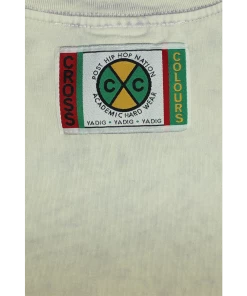 CROSS
POST HIP HOP NATION
C C
ACADEMIC HARD WEAR
YADIG • YADIG • YADIG
COLOURS